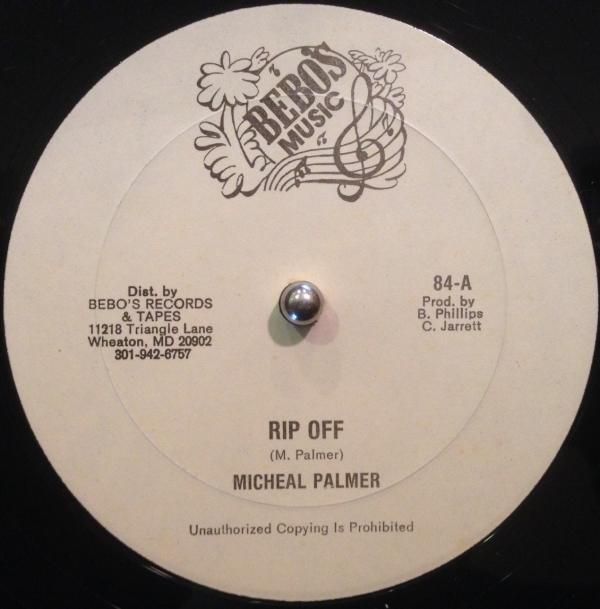 BEBO'S
MUSIC
Dist. by
BEBO'S RECORDS
& TAPES
11218 Triangle Lane
Wheaton, MD 20902
301-942-6757
84-A
Prod. by
B. Phillips
C. Jarrett
RIP OFF
(M. Palmer)
MICHEAL PALMER
Unauthorized Copying Is Prohibited